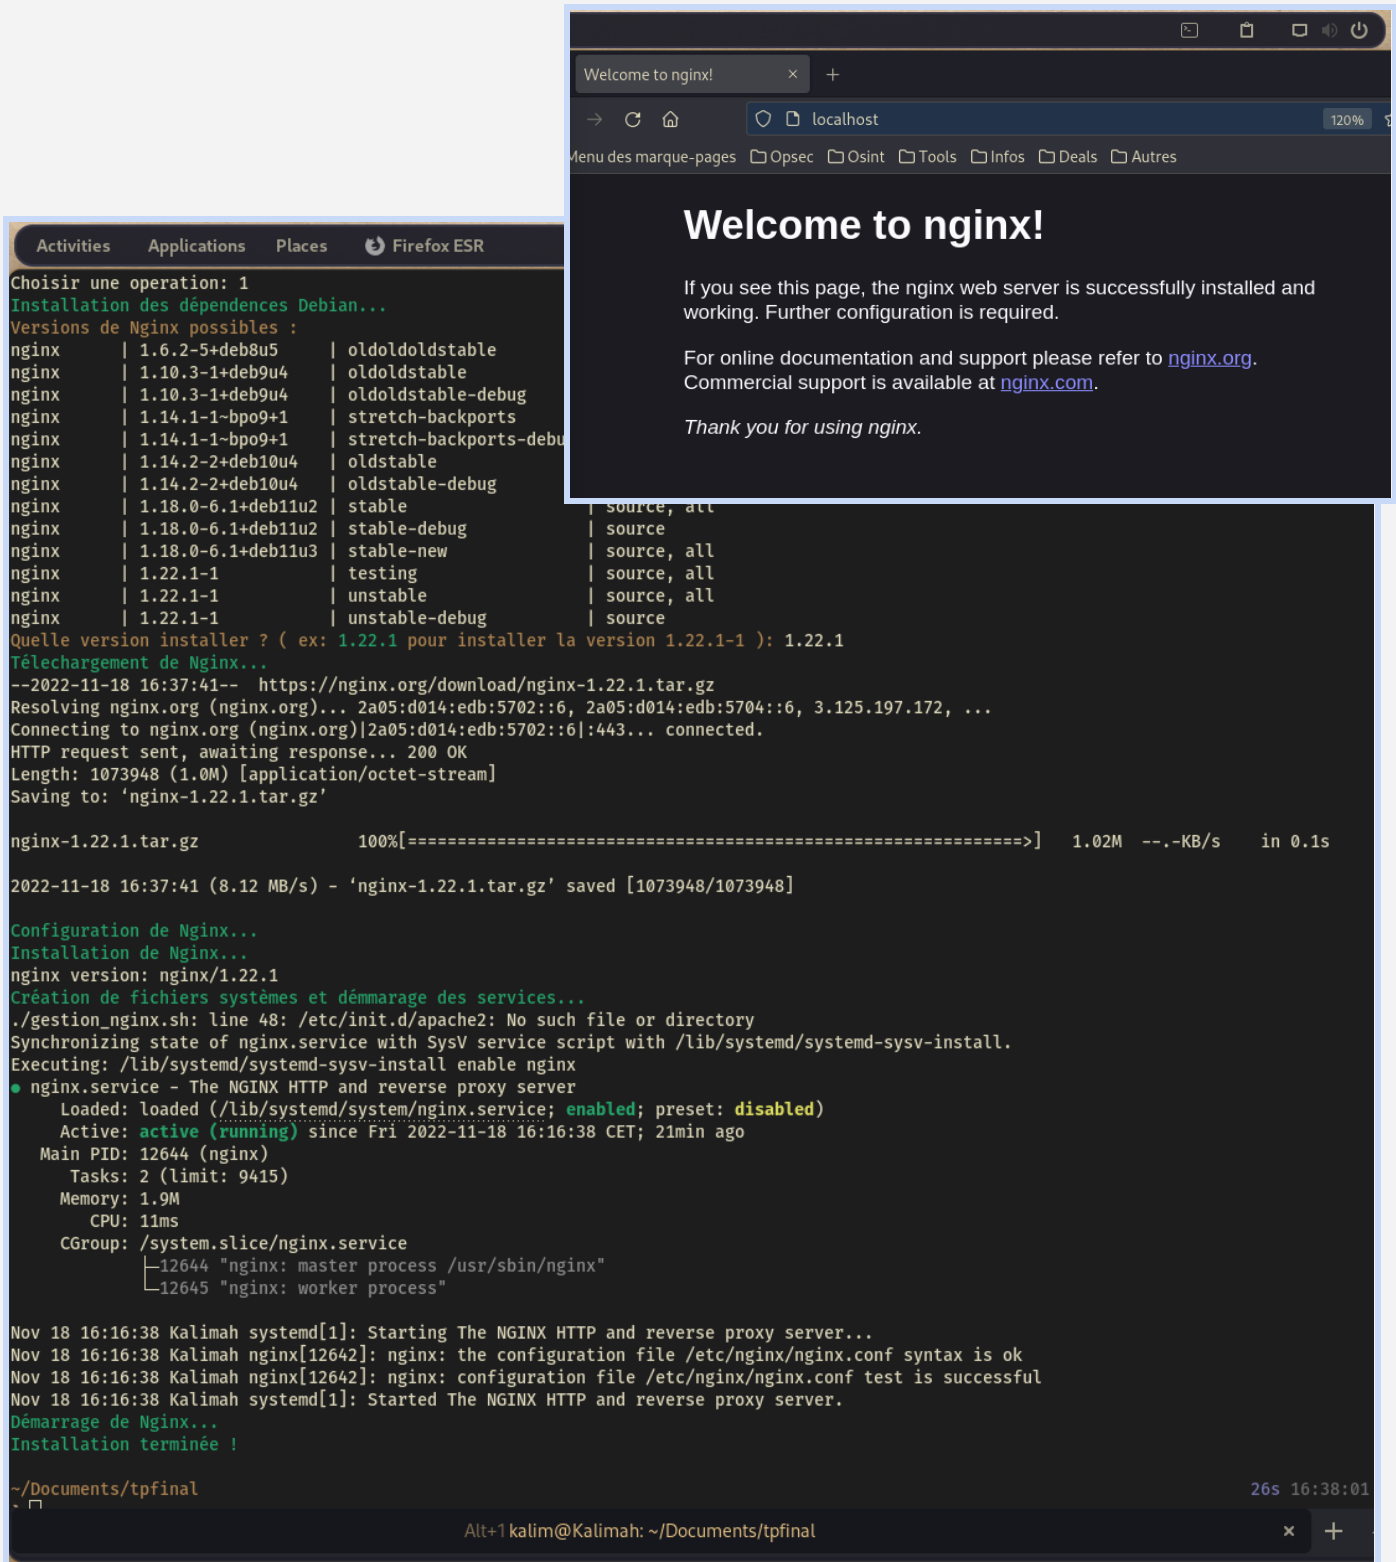 Welcome to nginx!
localhost
120%
Menu des marque-pages Opsec Osint Tools Infos Deals Autres
Welcome to nginx!
If you see this page, the nginx web server is successfully installed and
working. Further configuration is required.
For online documentation and support please refer to nginx.org.
Commercial support is available at nginx.com.
Thank you for using nginx.
Activities Applications Places Firefox ESR
Choisir une operation: 1
Installation des dépendences Debian...
Versions de Nginx possibles :
nginx | 1.6.2-5+deb8u5 | oldoldoldstable
nginx | 1.10.3-1+deb9u4 | oldoldstable
nginx | 1.10.3-1+deb9u4 | oldoldstable-debug
nginx | 1.14.1-1~bpo9+1 | stretch-backports
nginx | 1.14.1-1~bpo9+1 | stretch-backports-debu
nginx | 1.14.2-2+deb10u4 | oldstable
nginx | 1.14.2-2+deb10u4 | oldstable-debug
nginx | 1.18.0-6.1+deb11u2 | stable | source, all
nginx | 1.18.0-6.1+deb11u2 | stable-debug | source
nginx | 1.18.0-6.1+deb11u3 | stable-new | source, all
nginx | 1.22.1-1 | testing | source, all
nginx | 1.22.1-1 | unstable | source, all
nginx | 1.22.1-1 | unstable-debug | source
Quelle version installer ? ( ex: 1.22.1 pour installer la version 1.22.1-1 ): 1.22.1
Télechargement de Nginx...
--2022-11-18 16:37:41-- https://nginx.org/download/nginx-1.22.1.tar.gz
Resolving nginx.org (nginx.org)... 2a05:d014:edb:5702::6, 2a05:d014:edb:5704::6, 3.125.197.172, ...
Connecting to nginx.org (nginx.org)|2a05:d014:edb:5702::6|:443... connected.
HTTP request sent, awaiting response... 200 OK
Length: 1073948 (1.0M) [application/octet-stream]
Saving to: ‘nginx-1.22.1.tar.gz’
nginx-1.22.1.tar.gz 100%[==============================================================>] 1.02M --.-KB/s in 0.1s
2022-11-18 16:37:41 (8.12 MB/s) - ‘nginx-1.22.1.tar.gz’ saved [1073948/1073948]
Configuration de Nginx...
Installation de Nginx...
nginx version: nginx/1.22.1
Création de fichiers systèmes et démmarage des services...
./gestion_nginx.sh: line 48: /etc/init.d/apache2: No such file or directory
Synchronizing state of nginx.service with SysV service script with /lib/systemd/systemd-sysv-install.
Executing: /lib/systemd/systemd-sysv-install enable nginx
● nginx.service - The NGINX HTTP and reverse proxy server
Loaded: loaded (/lib/systemd/system/nginx.service; enabled; preset: disabled)
Active: active (running) since Fri 2022-11-18 16:16:38 CET; 21min ago
Main PID: 12644 (nginx)
Tasks: 2 (limit: 9415)
Memory: 1.9M
CPU: 11ms
CGroup: /system.slice/nginx.service
├─12644 "nginx: master process /usr/sbin/nginx"
└─12645 "nginx: worker process"
Nov 18 16:16:38 Kalimah systemd[1]: Starting The NGINX HTTP and reverse proxy server...
Nov 18 16:16:38 Kalimah nginx[12642]: nginx: the configuration file /etc/nginx/nginx.conf syntax is ok
Nov 18 16:16:38 Kalimah nginx[12642]: nginx: configuration file /etc/nginx/nginx.conf test is successful
Nov 18 16:16:38 Kalimah systemd[1]: Started The NGINX HTTP and reverse proxy server.
Démarrage de Nginx...
Installation terminée !
~/Documents/tpfinal 26s 16:38:01
Alt+1 kalim@Kalimah: ~/Documents/tpfinal